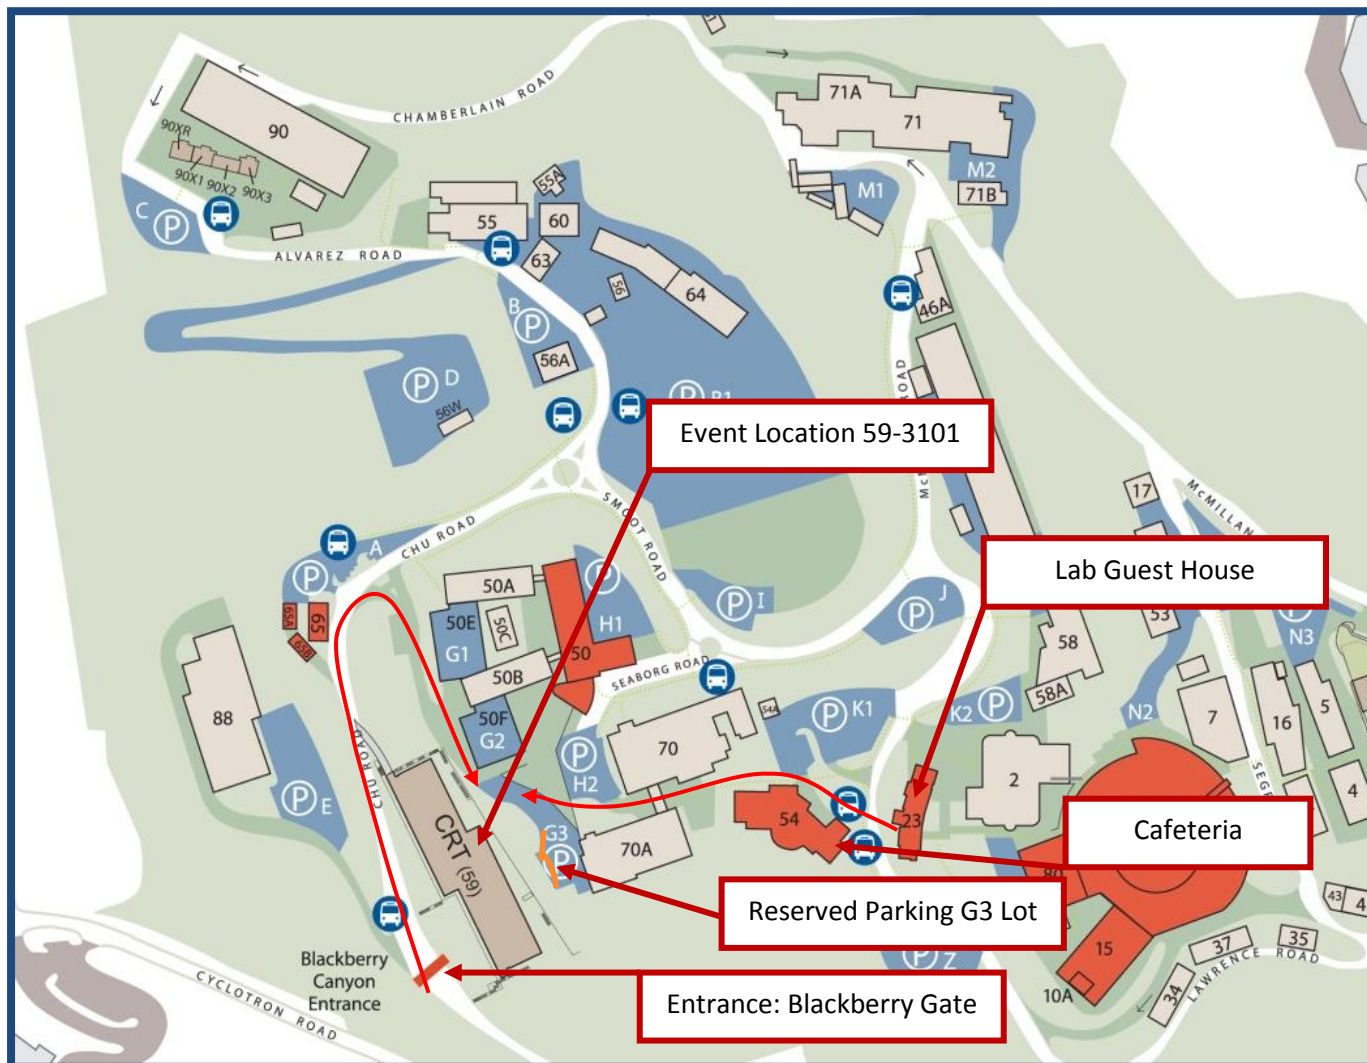 71A
71
90
90XR
90X1
90X2
90X3
CHAMBERLAIN ROAD
M1
M2
71B
C
P
55A
55
60
63
ALVAREZ ROAD
56
64
46A
B
P
56A
P
D
56W
P
Event Location 59-3101
ROAD
17
McMILLAN
SMOOT ROAD
CHU ROAD
A
P
Lab Guest House
65A
65
65B
50A
50E
50C
G1
50B
50
H1
P
P
I
P
J
53
58
N3
SEABORG ROAD
88
50F
G2
54A
P
K1
K2
P
58A
N2
7
16
5
70
P
H2
2
4
P
E
CHU ROAD
CRT (59)
G3
P
70A
54
23
Cafeteria
80
Reserved Parking G3 Lot
43
4
P
Z
15
37
35
LAWRENCE ROAD
34
10A
Blackberry
Canyon
Entrance
CYCLOTRON ROAD
Entrance: Blackberry Gate